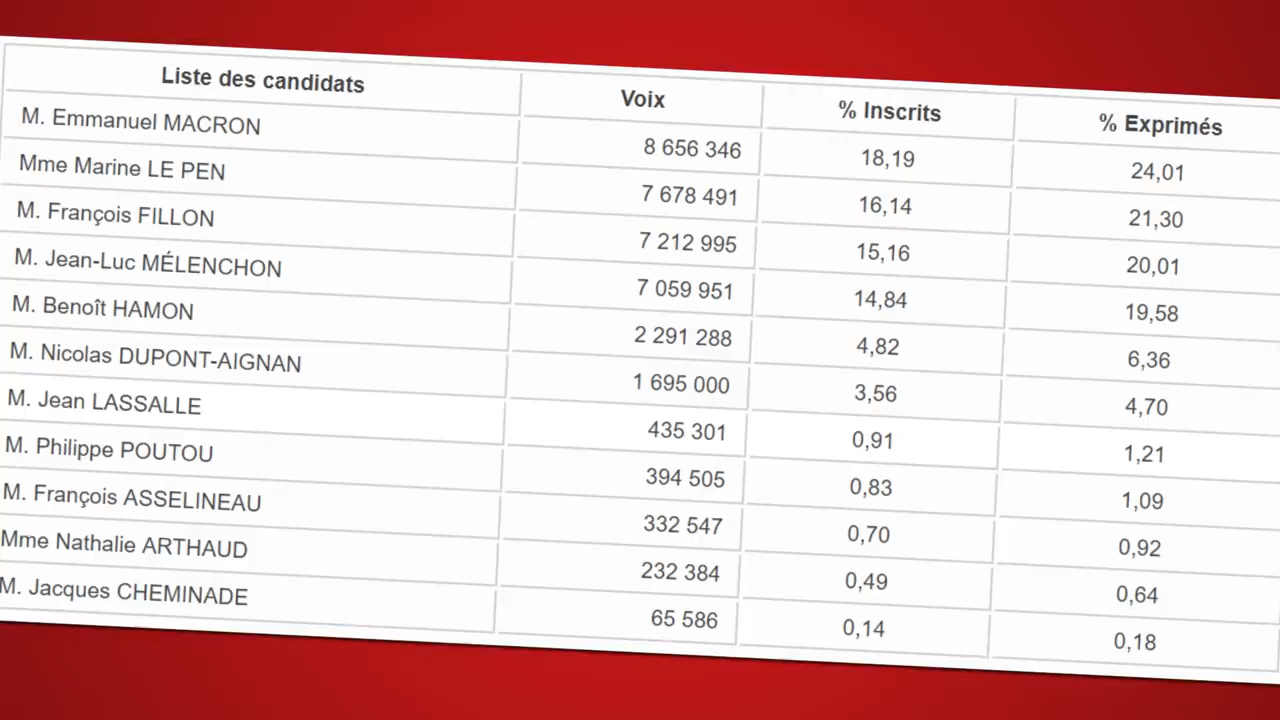 Liste des candidats Voix % Inscrits % Exprimés
M. Emmanuel MACRON 8 656 346 18,19 24,01
Mme Marine LE PEN 7 678 491 16,14 21,30
M. François FILLON 7 212 995 15,16 20,01
M. Jean-Luc MÉLENCHON 7 059 951 14,84 19,58
M. Benoît HAMON 2 291 288 4,82 6,36
M. Nicolas DUPONT-AIGNAN 1 695 000 3,56 4,70
M. Jean LASSALLE 435 301 0,91 1,21
M. Philippe POUTOU 394 505 0,83 1,09
M. François ASSELINEAU 332 547 0,70 0,92
Mme Nathalie ARTHAUD 232 384 0,49 0,64
M. Jacques CHEMINADE 65 586 0,14 0,18